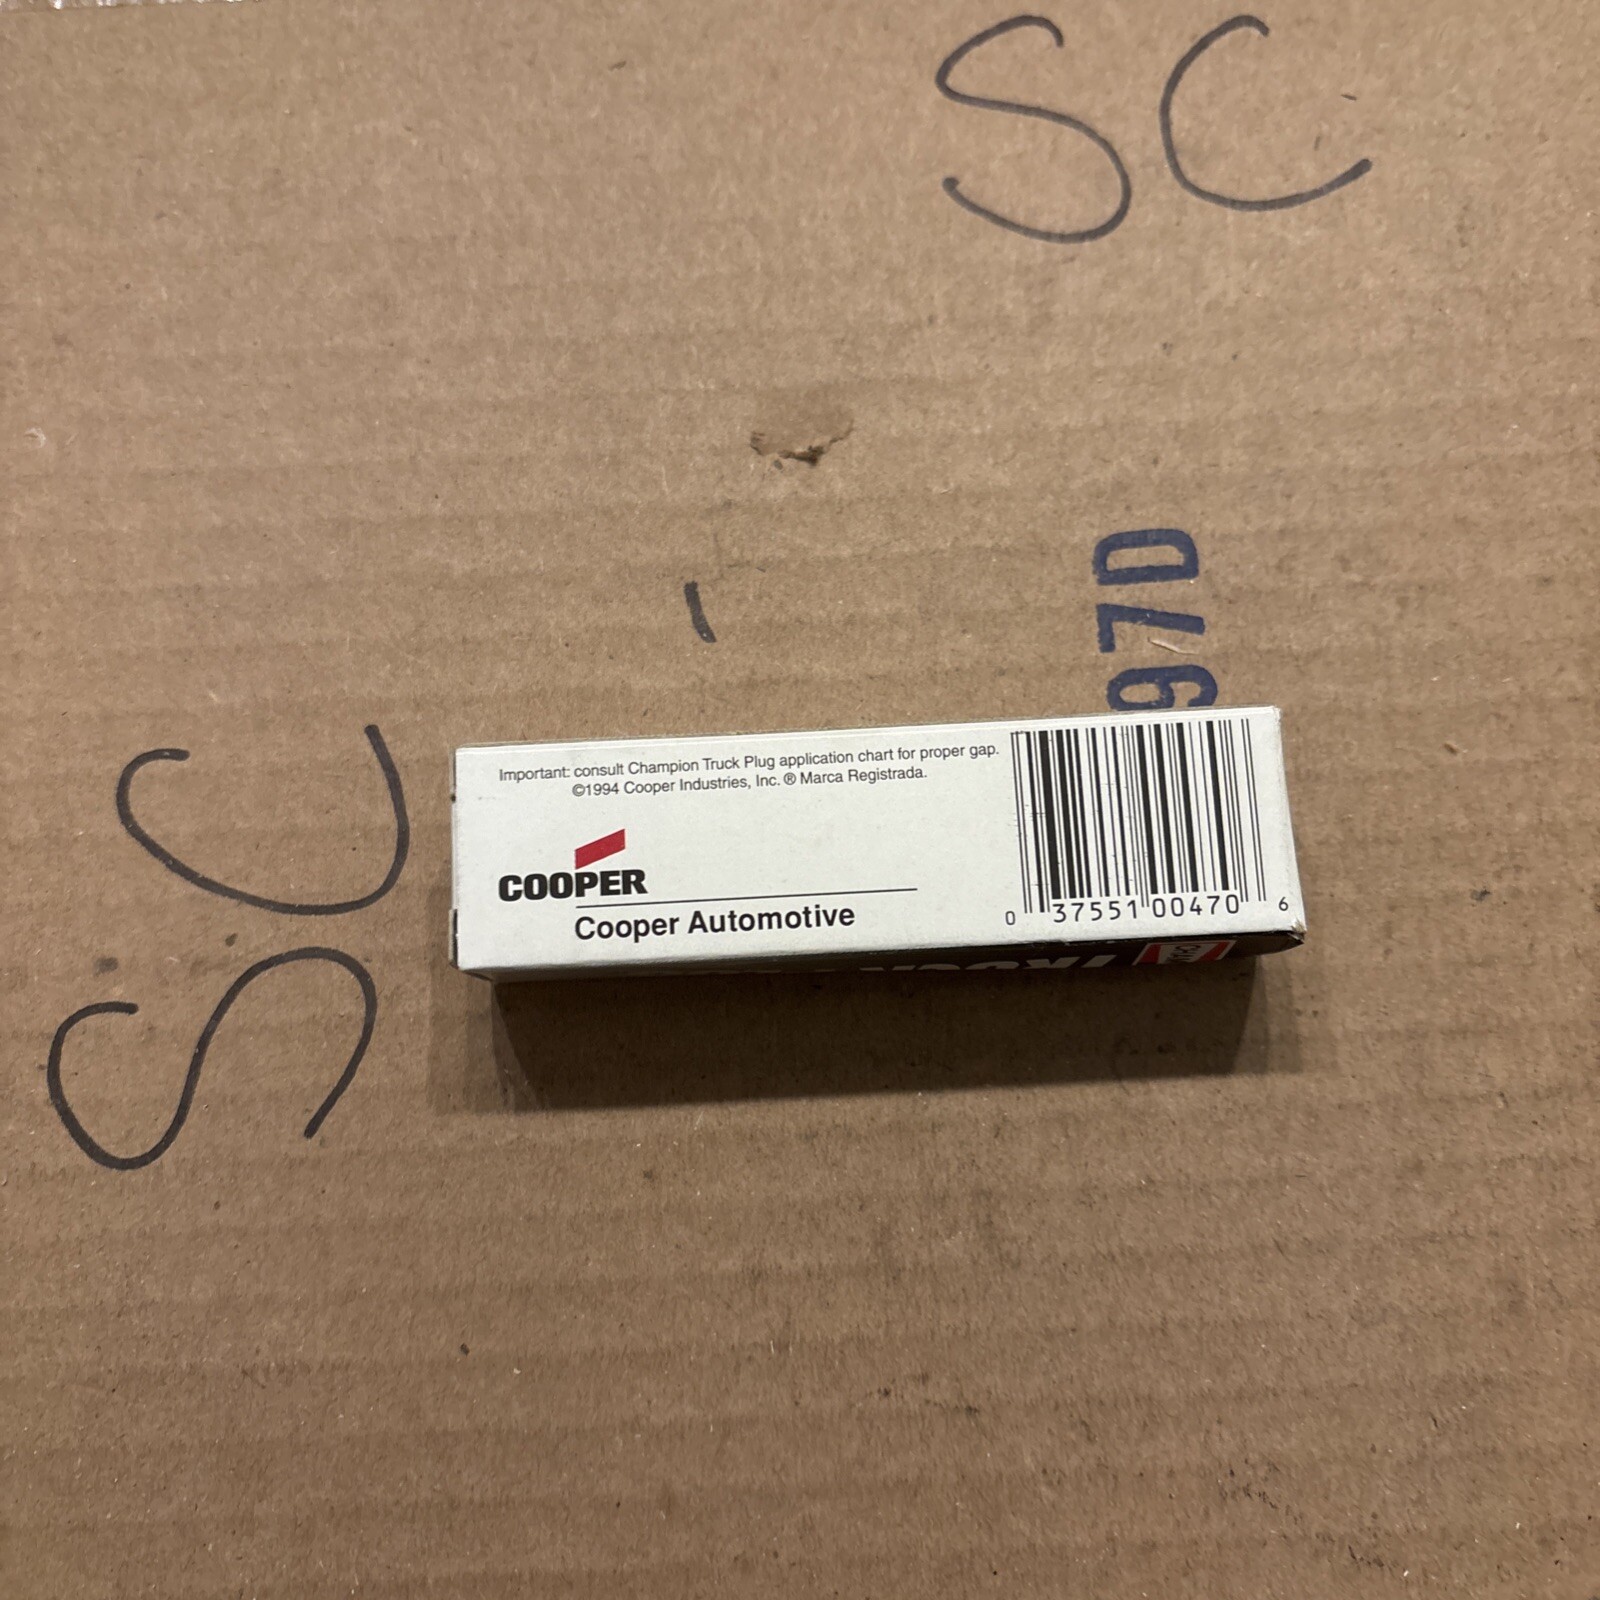 SC
97D
SC
Important: consult Champion Truck Plug application chart for proper gap.
©1994 Cooper Industries, Inc. ® Marca Registrada.
COOPER
Cooper Automotive
0 37551 00470 6